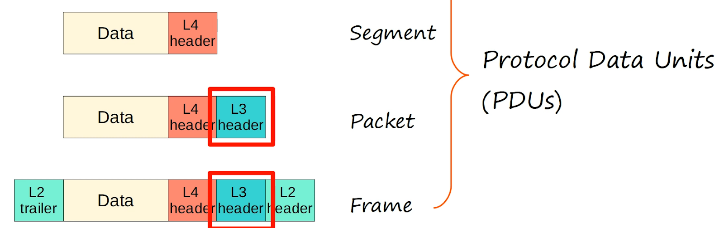 Data
L4
header
Segment
Protocol Data Units
(PDUs)
Data
L4
header
L3
header
Packet
L2
trailer
Data
L4
header
L3
header
L2
header
Frame